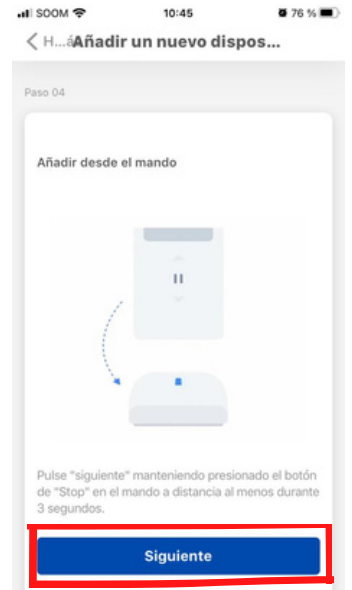 SOOM 10:45 76 %
H...á Añadir un nuevo dispos...
Paso 04
Añadir desde el mando
Pulse "siguiente" manteniendo presionado el botón
de "Stop" en el mando a distancia al menos durante
3 segundos.
Siguiente